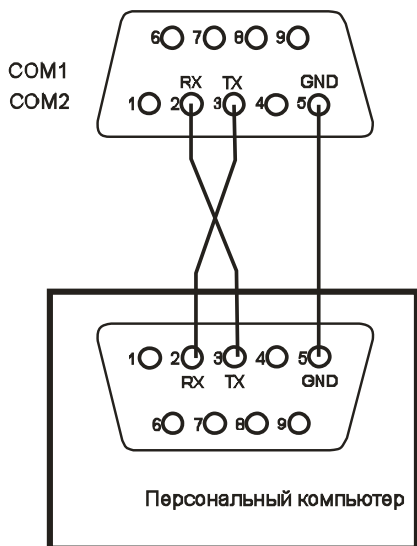 6 7 8 9
COM1
RX TX GND
COM2
1 2 3 4 5
1 2 3 4 5
RX TX GND
6 7 8 9
Персональный компьютер